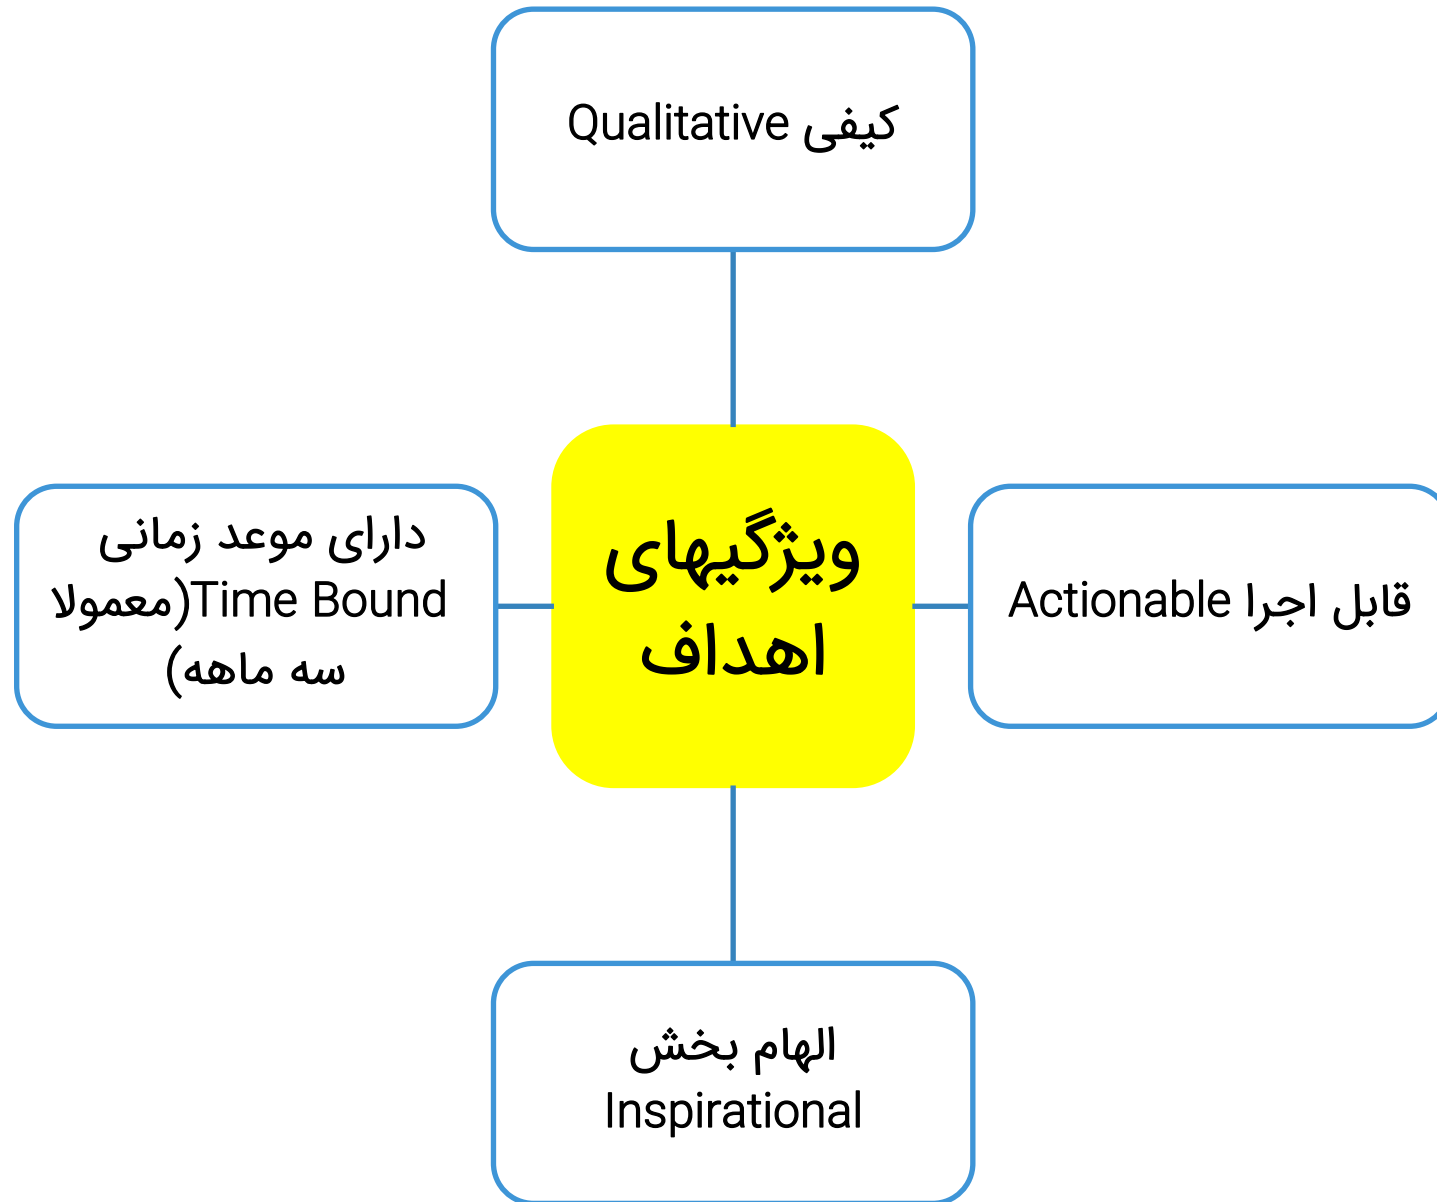 کیفی Qualitative
ویژگیهای
اهداف
قابل اجرا Actionable
دارای موعد زمانی
Time Bound(معمولا
سه ماهه)
الهام بخش
Inspirational